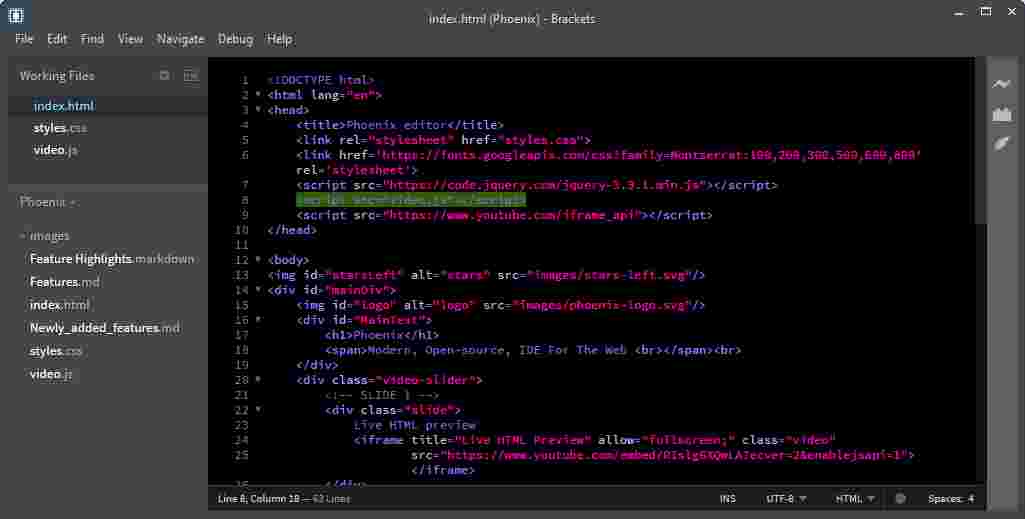 index.html (Phoenix) - Brackets
File Edit Find View Navigate Debug Help
Working Files
index.html
styles.css
video.js
Phoenix
images
Feature Highlights.markdown
Features.md
index.html
Newly_added_features.md
styles.css
video.js
1 <!DOCTYPE html>
2 <html lang="en">
3 <head>
4 <title>Phoenix editor</title>
5 <link rel="stylesheet" href="styles.css">
6 <link href='https://fonts.googleapis.com/css?family=Montserrat:100,200,300,500,600,800'
rel='stylesheet'>
7 <script src="https://code.jquery.com/jquery-3.3.1.min.js"></script>
8 <script src="video.js"></script>
9 <script src="https://www.youtube.com/iframe_api"></script>
10 </head>
11
12 <body>
13 <img id="starsLeft" alt="stars" src="images/stars-left.svg"/>
14 <div id="mainDiv">
15 <img id="logo" alt="logo" src="images/phoenix-logo.svg"/>
16 <div id="MainText">
17 <h1>Phoenix</h1>
18 <span>Modern, Open-source, IDE For The Web <br></span><br>
19 </div>
20 <div class="video-slider">
21 <!-- SLIDE 1 -->
22 <div class="slide">
23 Live HTML preview
24 <iframe title="Live HTML Preview" allow="fullscreen;" class="video"
25 src="https://www.youtube.com/embed/
</iframe>
</div>
Line 8, Column 18 — 63 Lines
INS UTF-8 HTML Spaces: 4